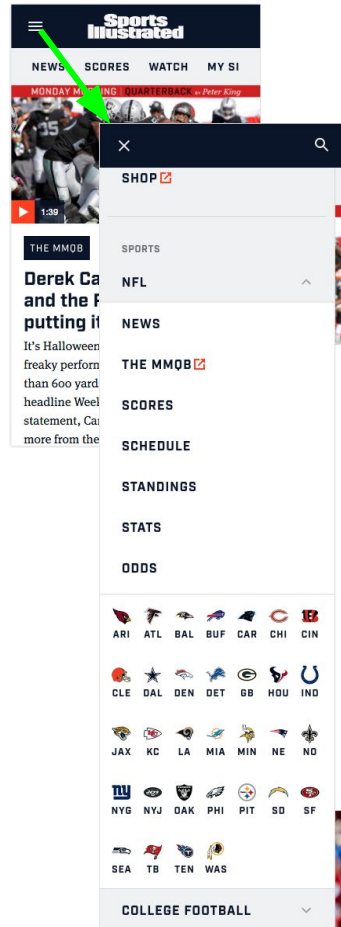 Sports
Illustrated
NEWS SCORES WATCH MY SI
MONDAY MORNING QUARTERBACK Peter King
1:39
THE MMQB
Derek Ca
and the
putting it
It's Halloween
freaky perform
than 600 yard
headline Week
statement, Car
more from the
SHOP
SPORTS
NFL
NEWS
THE MMQB
SCORES
SCHEDULE
STANDINGS
STATS
ODDS
ARI ATL BAL BUF CAR CHI CIN
CLE DAL DEN DET GB HOU IND
JAX KC LA MIA MIN NE NO
NYG NYJ OAK PHI PIT SD SF
SEA TB TEN WAS
COLLEGE FOOTBALL